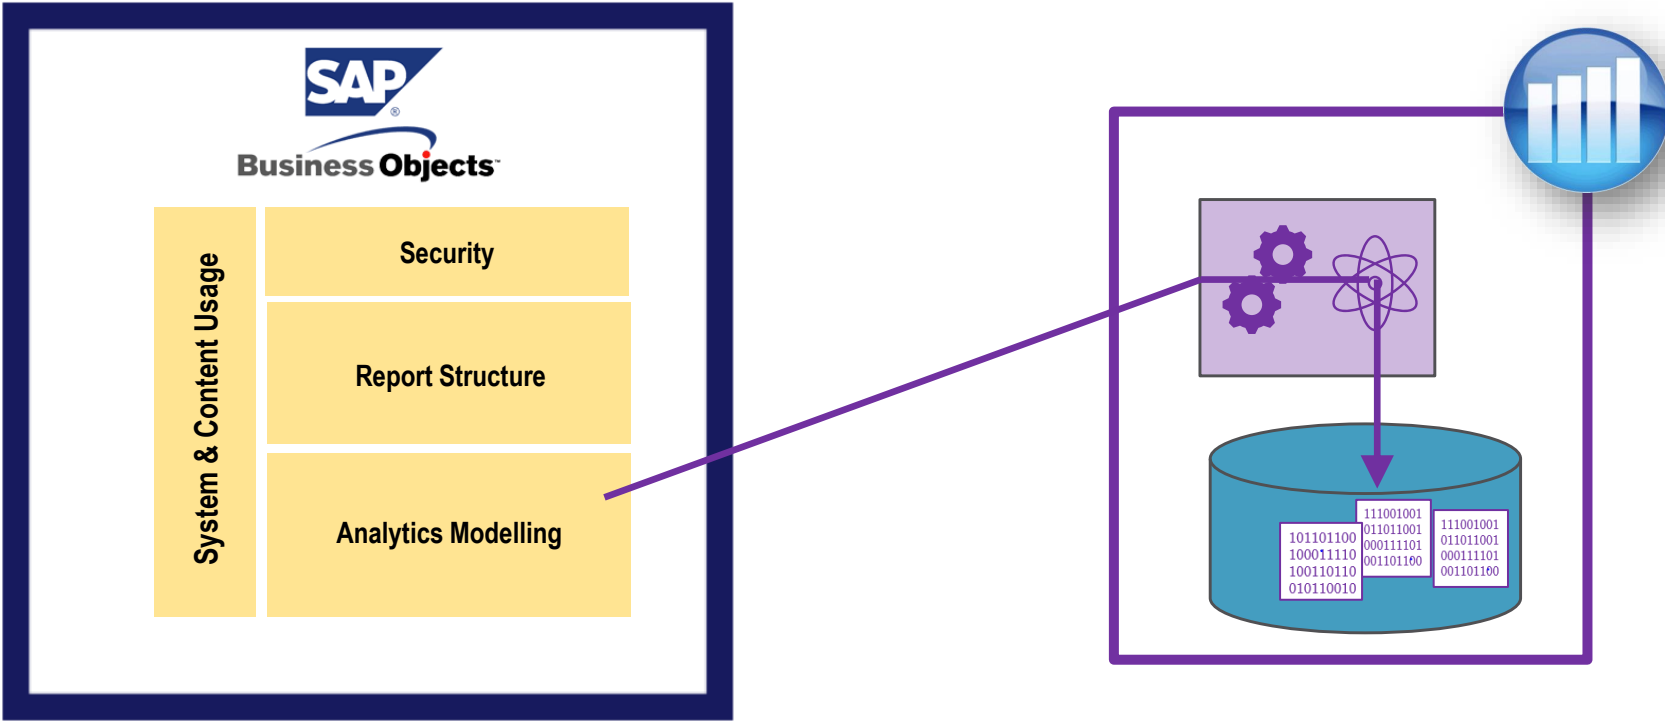 SAP
®
Business Objects™
System & Content Usage
Security
Report Structure
Analytics Modelling
101101100
100011110
100110110
010110010
111001001
011011001
000111101
001101100
111001001
011011001
000111101
001101100